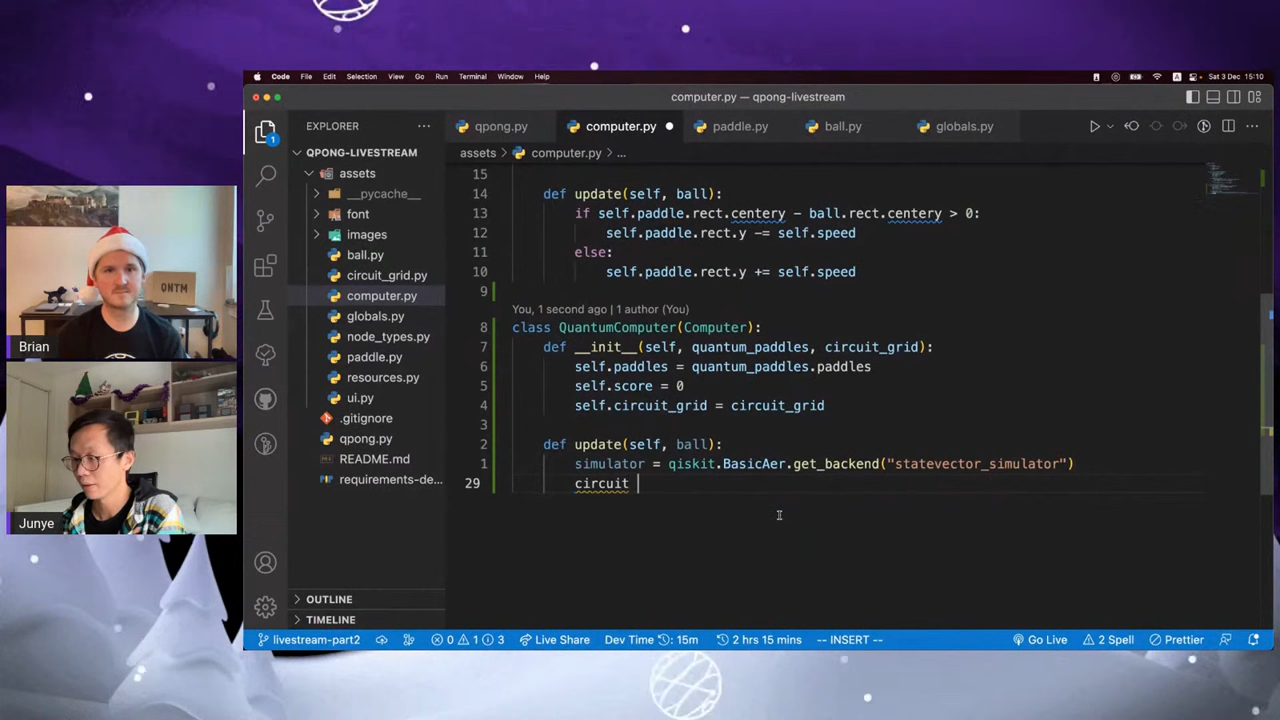 Code File Edit Selection View Go Run Terminal Window Help
A Sat 3 Dec 15:10
computer.py — qpong-livestream
EXPLORER
qpong.py computer.py paddle.py ball.py globals.py
QPONG-LIVESTREAM
assets > computer.py > ...
assets
__pycache__
font
images
ball.py
circuit_grid.py
computer.py
globals.py
node_types.py
paddle.py
resources.py
ui.py
.gitignore
qpong.py
README.md
requirements-de...
OUTLINE
TIMELINE
1
15
14 def update(self, ball):
13 if self.paddle.rect.centery - ball.rect.centery > 0:
12 self.paddle.rect.y -= self.speed
11 else:
10 self.paddle.rect.y += self.speed
9
You, 1 second ago | 1 author (You)
8 class QuantumComputer(Computer):
7 def __init__(self, quantum_paddles, circuit_grid):
6 self.paddles = quantum_paddles.paddles
5 self.score = 0
4 self.circuit_grid = circuit_grid
3
2 def update(self, ball):
1 simulator = qiskit.BasicAer.get_backend("statevector_simulator")
29 circuit
livestream-part2 0 1 3 Live Share Dev Time: 15m 2 hrs 15 mins -- INSERT -- Go Live 2 Spell Prettier
ONTM
Brian
Junye